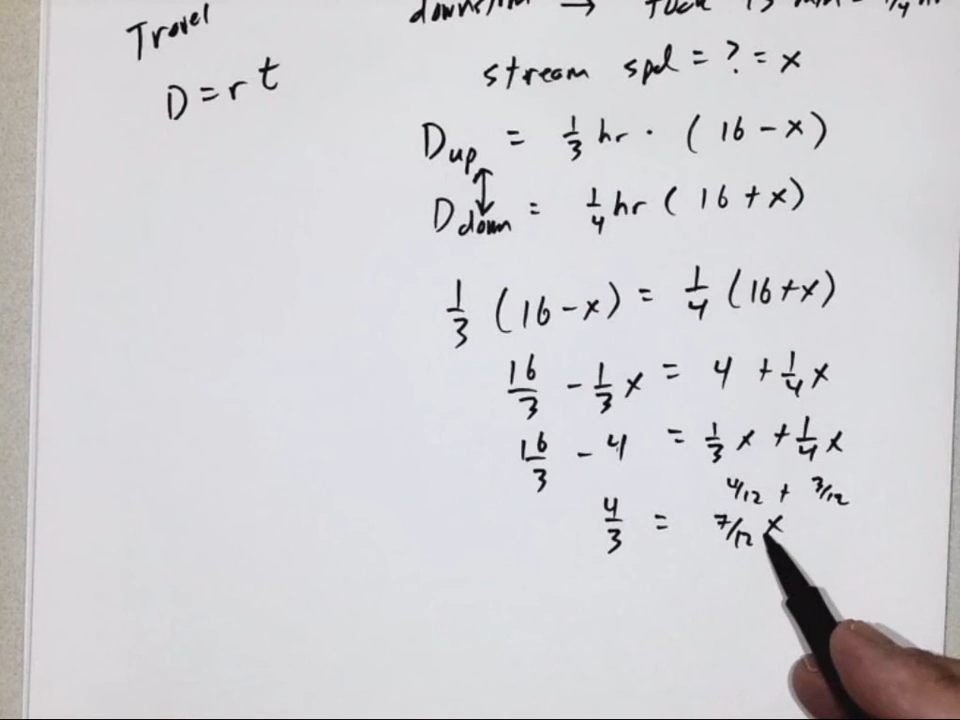 Travel
D = r t
stream spd = ? = x
Dup = 1/3 hr · (16 - x)
Ddown = 1/4 hr (16 + x)
1/3 (16 - x) = 1/4 (16 + x)
16/3 - 1/3 x = 4 + 1/4 x
16/3 - 4 = 1/3 x + 1/4 x
4/12 + 3/12
4/3 = 7/12 x